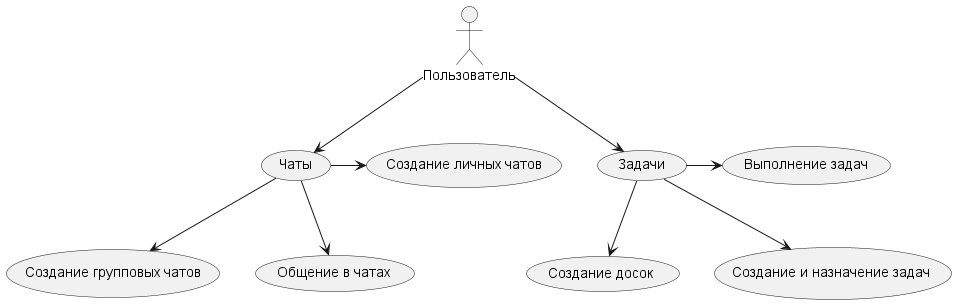 Пользователь
Чаты
Создание личных чатов
Задачи
Выполнение задач
Создание групповых чатов
Общение в чатах
Создание досок
Создание и назначение задач